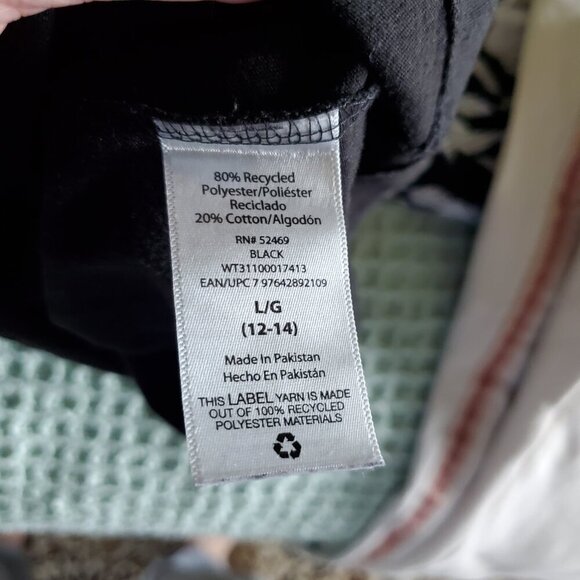 80% Recycled
Polyester/Poliéster
Reciclado
20% Cotton/Algodón
RN# 52469
BLACK
WT31100017413
EAN/UPC 7 97642892109
L/G
(12-14)
Made In Pakistan
Hecho En Pakistán
THIS LABEL YARN IS MADE
OUT OF 100% RECYCLED
POLYESTER MATERIALS